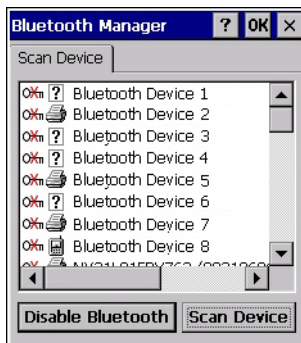 Bluetooth Manager ? OK ×
Scan Device
? Bluetooth Device 1
Bluetooth Device 2
? Bluetooth Device 3
? Bluetooth Device 4
Bluetooth Device 5
? Bluetooth Device 6
Bluetooth Device 7
Bluetooth Device 8
Disable Bluetooth Scan Device